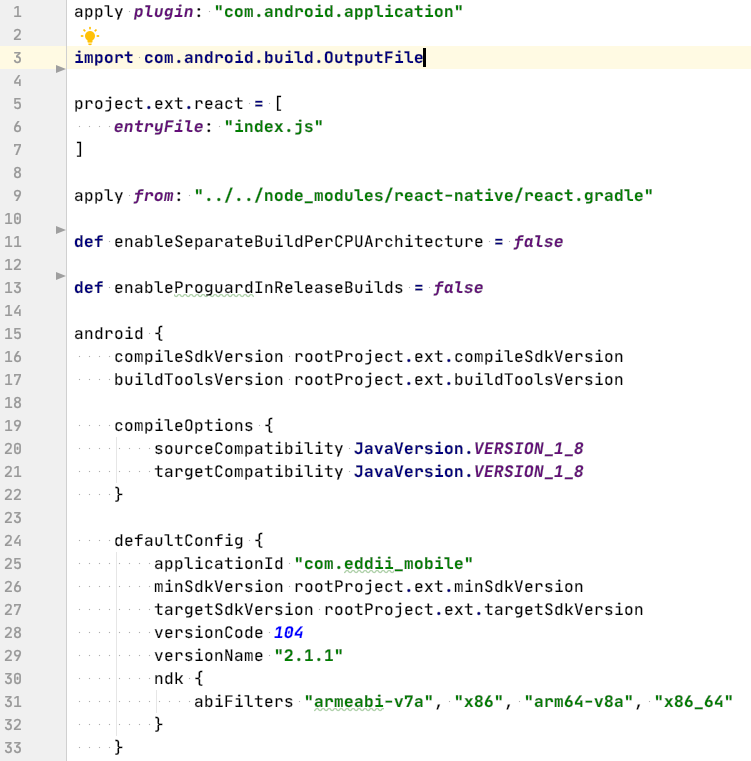 1 apply plugin: "com.android.application"
2
3 import com.android.build.OutputFile
4
5 project.ext.react = [
6     entryFile: "index.js"
7 ]
8
9 apply from: "../../node_modules/react-native/react.gradle"
10
11 def enableSeparateBuildPerCPUArchitecture = false
12
13 def enableProguardInReleaseBuilds = false
14
15 android {
16     compileSdkVersion rootProject.ext.compileSdkVersion
17     buildToolsVersion rootProject.ext.buildToolsVersion
18
19     compileOptions {
20         sourceCompatibility JavaVersion.VERSION_1_8
21         targetCompatibility JavaVersion.VERSION_1_8
22     }
23
24     defaultConfig {
25         applicationId "com.eddii_mobile"
26         minSdkVersion rootProject.ext.minSdkVersion
27         targetSdkVersion rootProject.ext.targetSdkVersion
28         versionCode 104
29         versionName "2.1.1"
30         ndk {
31             abiFilters "armeabi-v7a", "x86", "arm64-v8a", "x86_64"
32         }
33     }